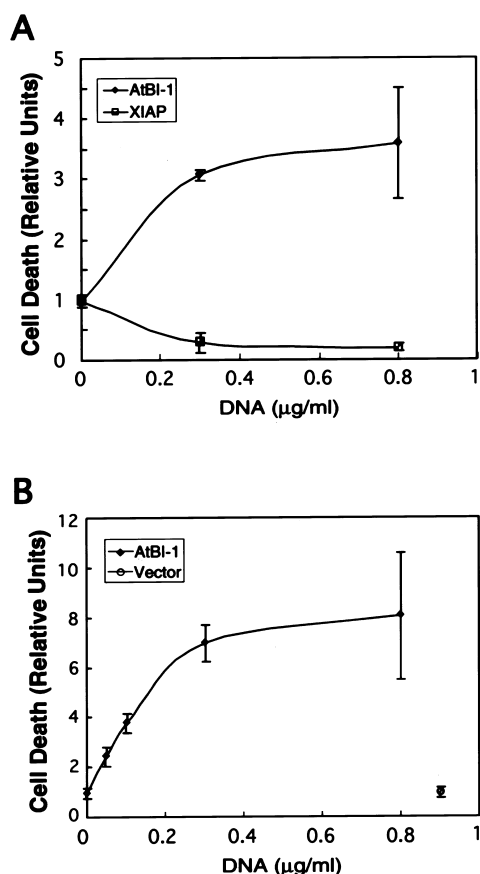 A
Cell Death (Relative Units)
5
4
3
2
1
0
AtBI-1
XIAP
0 0.2 0.4 0.6 0.8 1
DNA (μg/ml)
B
Cell Death (Relative Units)
12
10
8
6
4
2
0
AtBI-1
Vector
0 0.2 0.4 0.6 0.8 1
DNA (μg/ml)